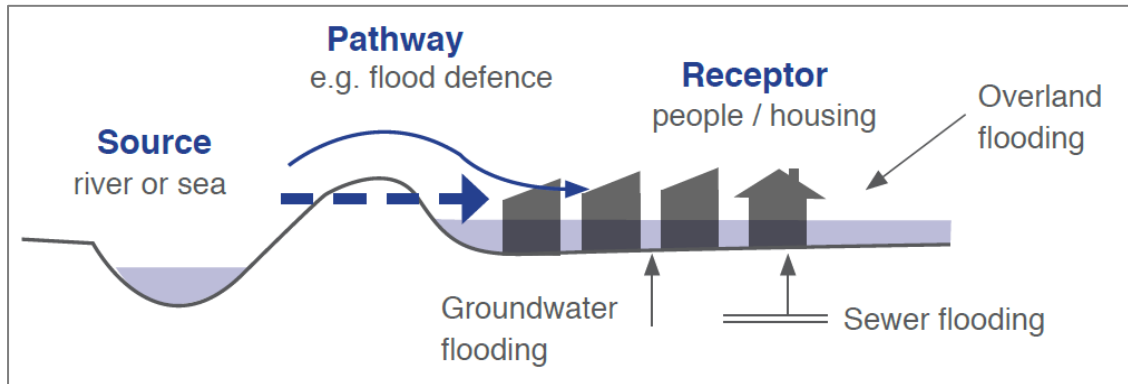 Pathway
e.g. flood defence
Source
river or sea
Receptor
people / housing
Overland
flooding
Groundwater
flooding
Sewer flooding